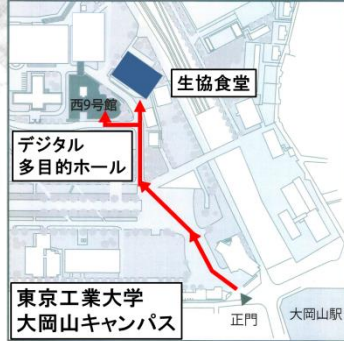 生協食堂
西9号館
デジタル
多目的ホール
東京工業大学
大岡山キャンパス
正門
大岡山駅